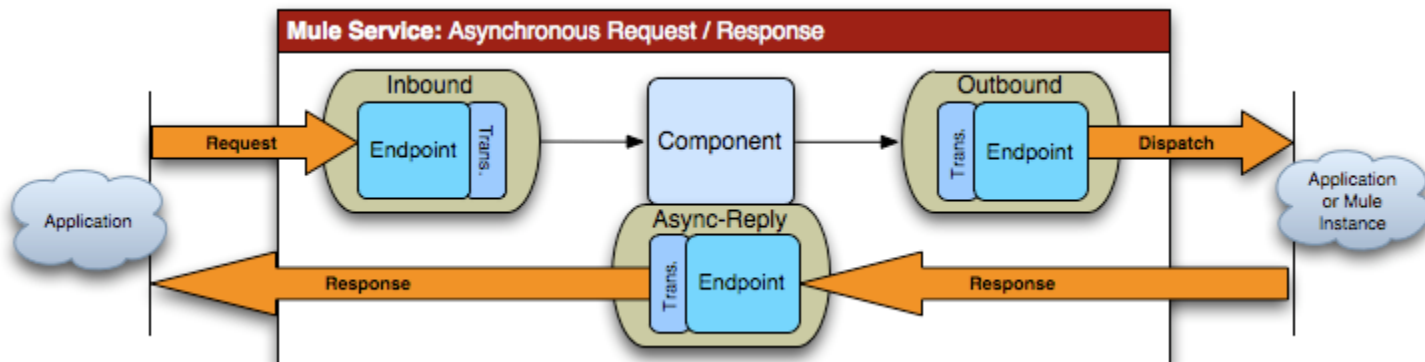 Mule Service: Asynchronous Request / Response
Inbound
Outbound
Request
Endpoint
Trans.
Component
Trans.
Endpoint
Dispatch
Application
Application
or Mule
Instance
Async-Reply
Response
Trans.
Endpoint
Response